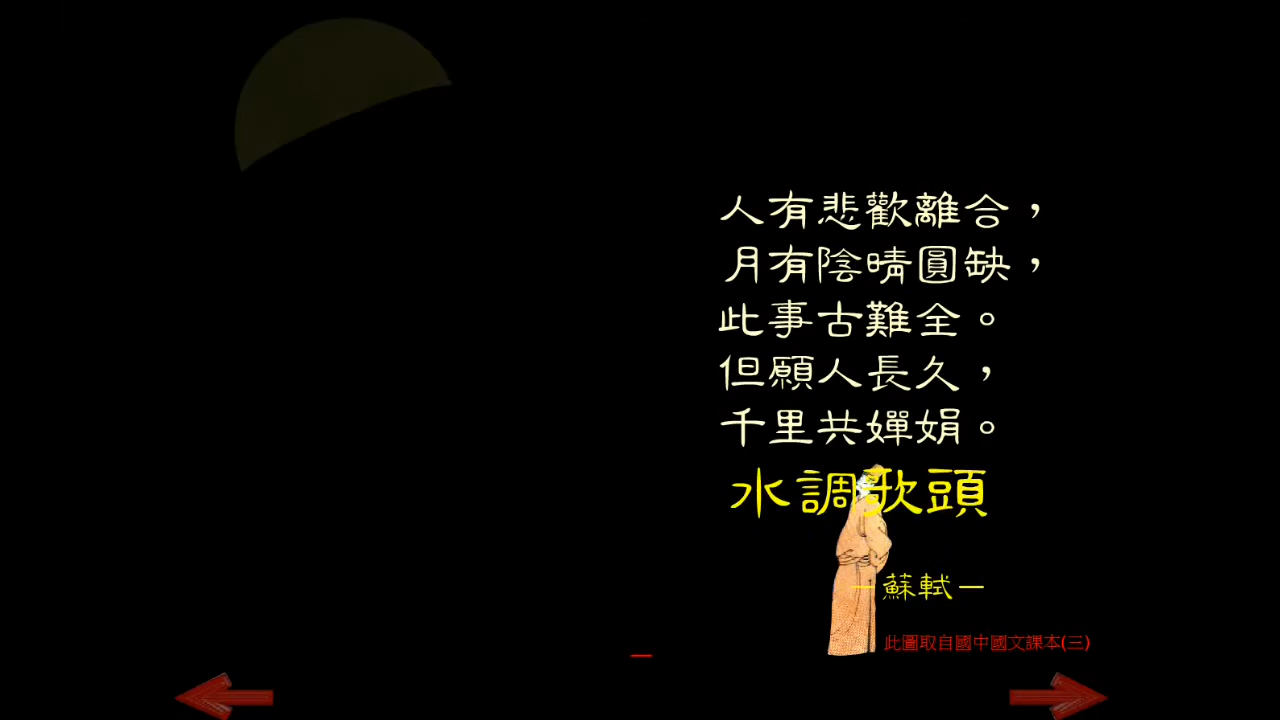 人有悲歡離合，
月有陰晴圓缺，
此事古難全。
但願人長久，
千里共嬋娟。
水調歌頭
－蘇軾－
此圖取自國中國文課本(三)